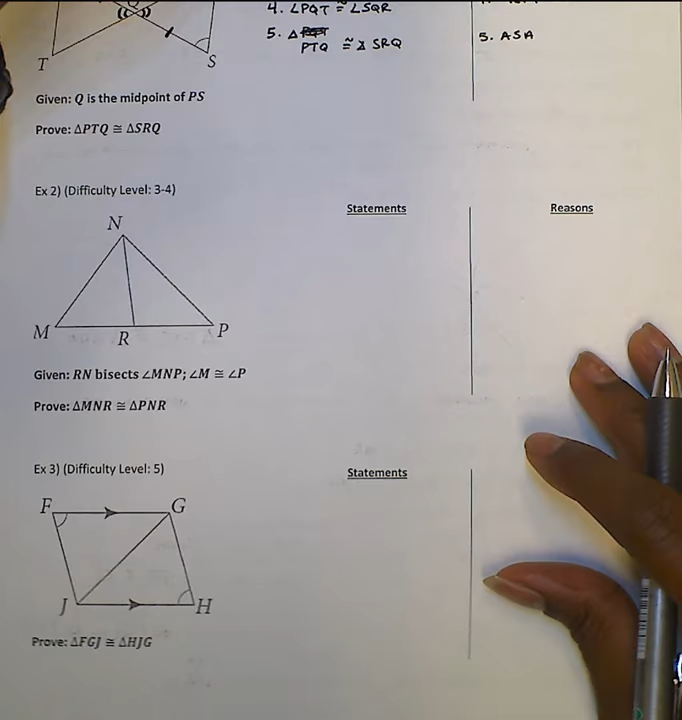 4. ∠PQT ≅ ∠SQR
5. Δ
PTQ ≅ Δ SRQ
5. ASA
T
S
Given: Q is the midpoint of PS
Prove: ΔPTQ ≅ ΔSRQ
Ex 2) (Difficulty Level: 3-4)
Statements
Reasons
N
M
R
P
Given: RN bisects ∠MNP; ∠M ≅ ∠P
Prove: ΔMNR ≅ ΔPNR
Ex 3) (Difficulty Level: 5)
Statements
F
G
J
H
Prove: ΔFGJ ≅ ΔHJG